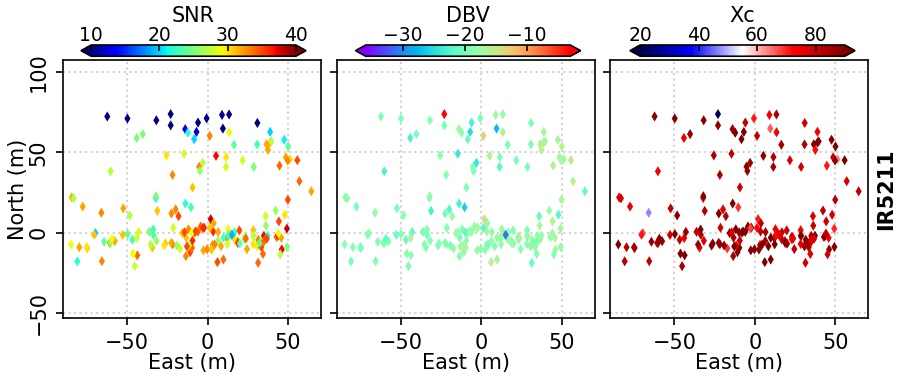 SNR DBV Xc
10 20 30 40 −30 −20 −10 20 40 60 80
100
50
0
−50
North (m)
IR5211
−50 0 50 −50 0 50 −50 0 50
East (m) East (m) East (m)